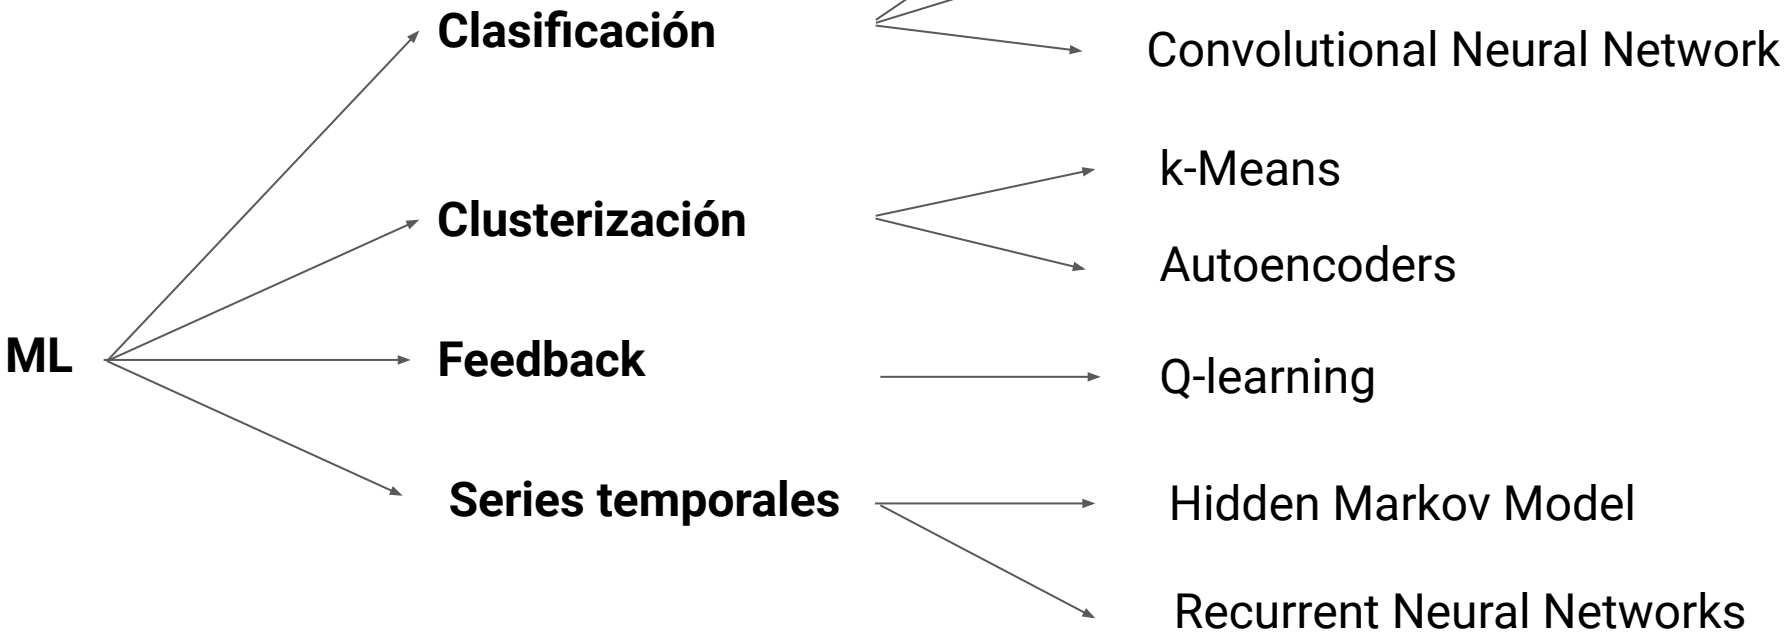 Clasificación
Convolutional Neural Network
k-Means
Clusterización
Autoencoders
ML
Feedback
Q-learning
Series temporales
Hidden Markov Model
Recurrent Neural Networks